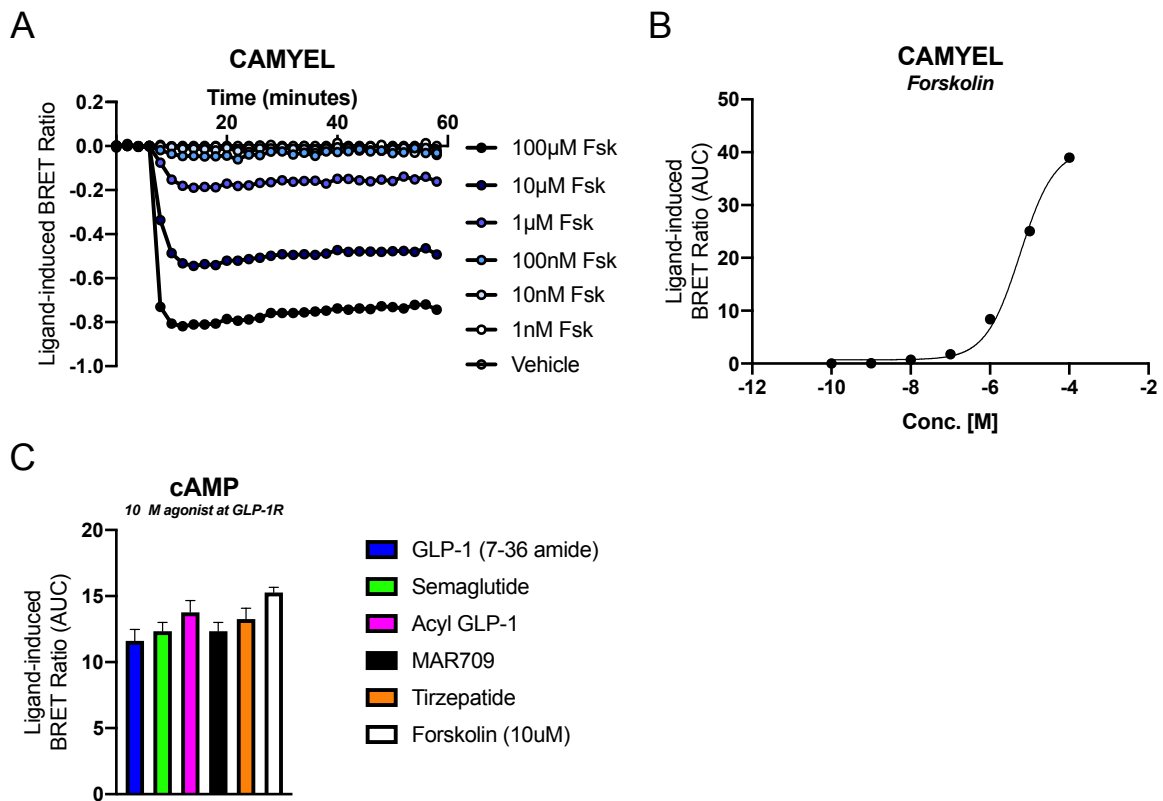 A
CAMYEL
Time (minutes)
20
40
60
0.2
0.0
-0.2
-0.4
-0.6
-0.8
-1.0
Ligand-induced BRET Ratio
100µM Fsk
10µM Fsk
1µM Fsk
100nM Fsk
10nM Fsk
1nM Fsk
Vehicle
B
CAMYEL
Forskolin
50
40
30
20
10
0
Ligand-induced
BRET Ratio (AUC)
-12
-10
-8
-6
-4
-2
Conc. [M]
C
cAMP
10 M agonist at GLP-1R
20
15
10
5
0
Ligand-induced
BRET Ratio (AUC)
GLP-1 (7-36 amide)
Semaglutide
Acyl GLP-1
MAR709
Tirzepatide
Forskolin (10uM)